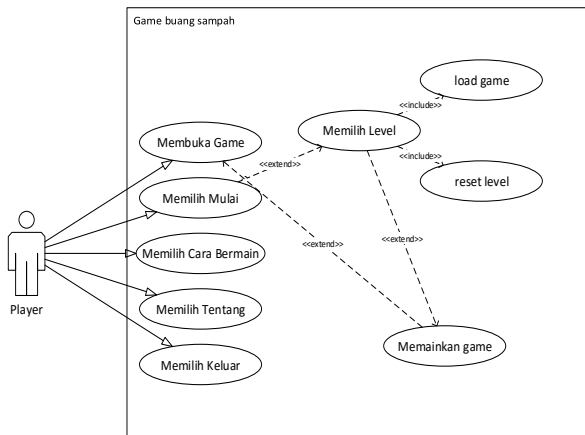 Game buang sampah
load game
<<include>>
Memilih Level
Membuka Game
<<extend>>
<<include>>
reset level
Memilih Mulai
<<extend>>
<<extend>>
Memilih Cara Bermain
Player
Memilih Tentang
Memainkan game
Memilih Keluar